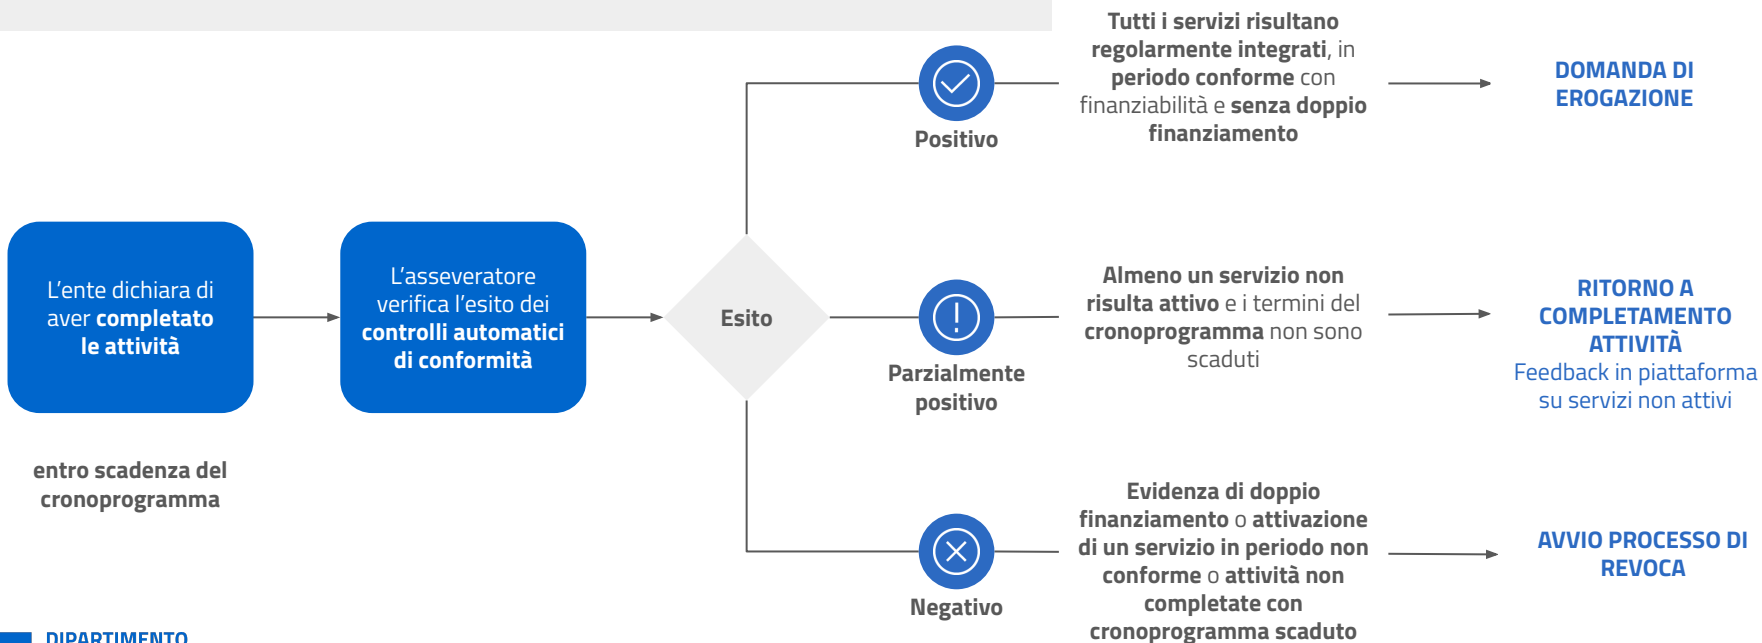 L'ente dichiara di
aver completato
le attività
entro scadenza del
cronoprogramma
L'asseveratore
verifica l'esito dei
controlli automatici
di conformità
Esito
Positivo
Tutti i servizi risultano
regolarmente integrati, in
periodo conforme con
finanziabilità e senza doppio
finanziamento
DOMANDA DI
EROGAZIONE
Parzialmente
positivo
Almeno un servizio non
risulta attivo e i termini del
cronoprogramma non sono
scaduti
RITORNO A
COMPLETAMENTO
ATTIVITÀ
Feedback in piattaforma
su servizi non attivi
Negativo
Evidenza di doppio
finanziamento o attivazione
di un servizio in periodo non
conforme o attività non
completate con
cronoprogramma scaduto
AVVIO PROCESSO DI
REVOCA
DIPARTIMENTO